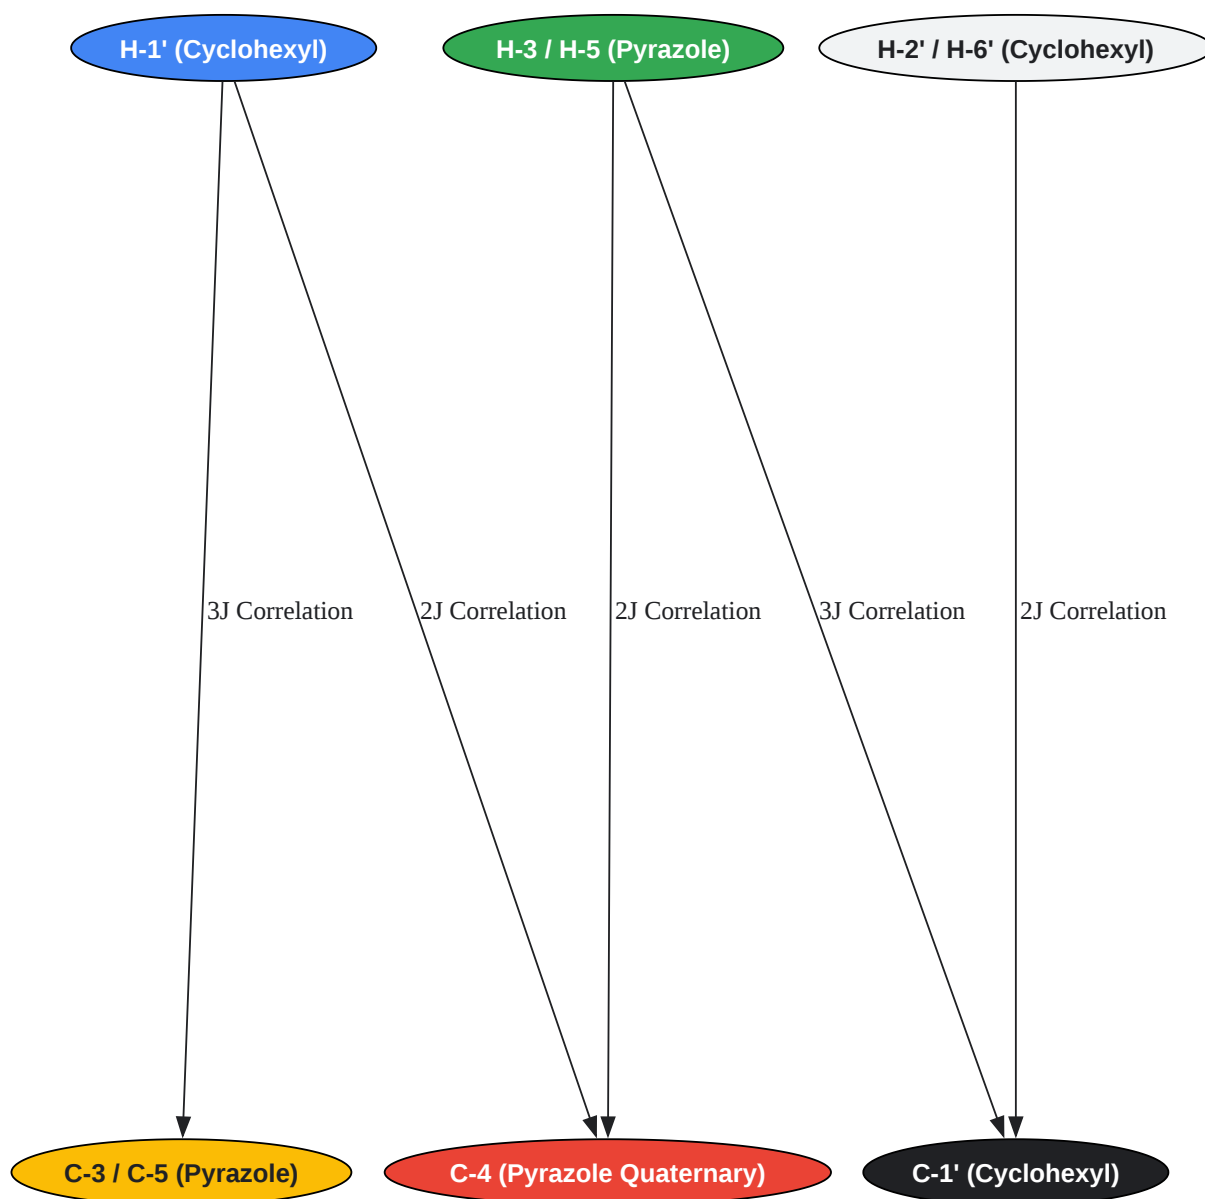 H-1' (Cyclohexyl)
H-3 / H-5 (Pyrazole)
H-2' / H-6' (Cyclohexyl)
3J Correlation
2J Correlation
2J Correlation
3J Correlation
2J Correlation
C-3 / C-5 (Pyrazole)
C-4 (Pyrazole Quaternary)
C-1' (Cyclohexyl)